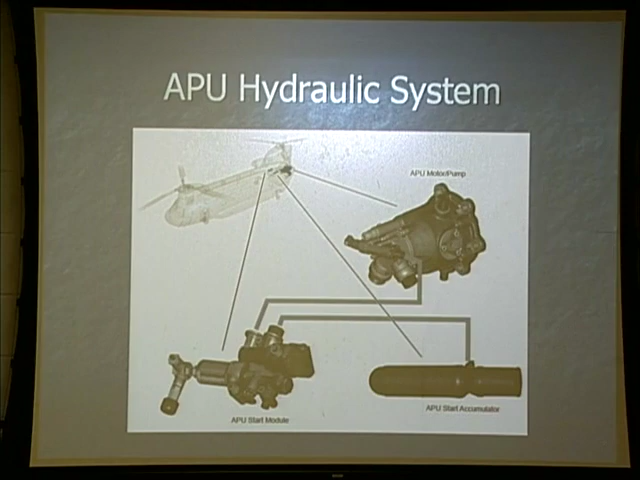 APU Hydraulic System
APU Motor/Pump
APU Start Module
APU Start Accumulator